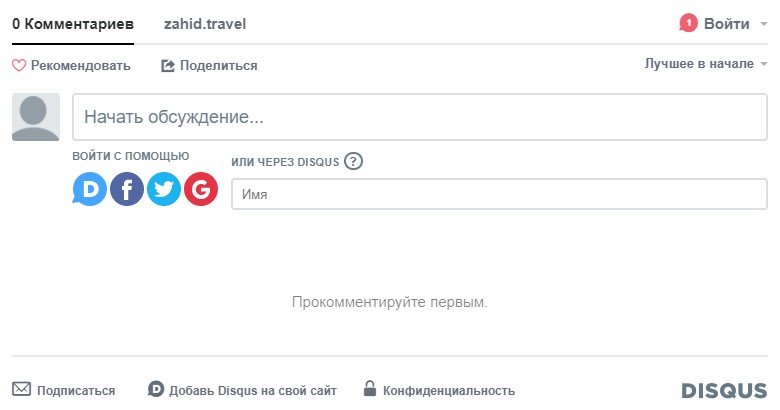 0 Комментариев zahid.travel 1 Войти
Рекомендовать Поделиться Лучшее в начале
Начать обсуждение...
ВОЙТИ С ПОМОЩЬЮ ИЛИ ЧЕРЕЗ DISQUS ?
D f G
Имя
Прокомментируйте первым.
Подписаться D Добавь Disqus на свой сайт Конфиденциальность DISQUS